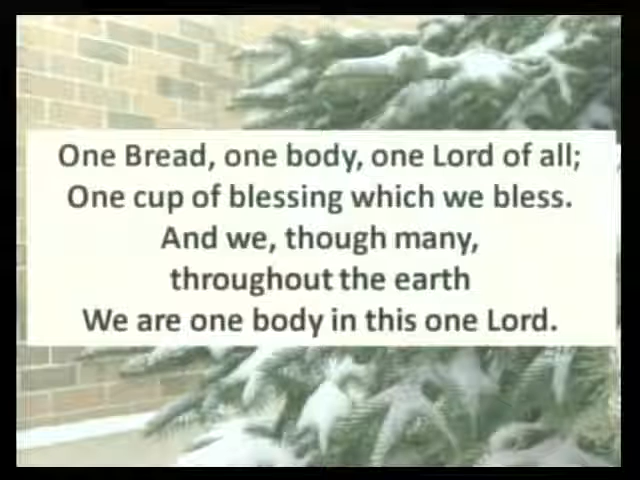 One Bread, one body, one Lord of all;
One cup of blessing which we bless.
And we, though many,
throughout the earth
We are one body in this one Lord.